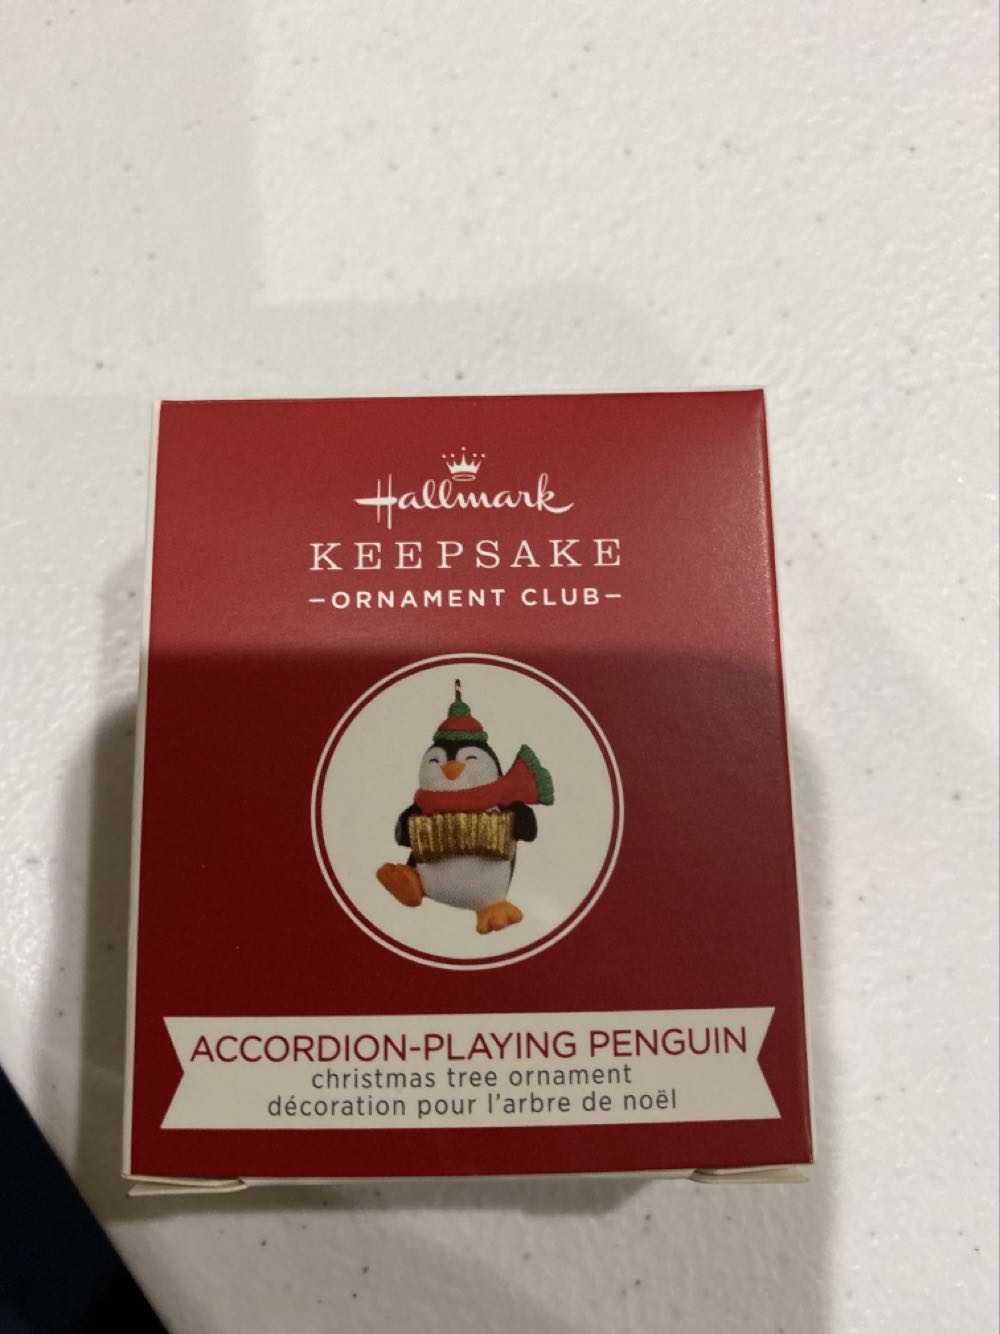 Hallmark
KEEPSAKE
–ORNAMENT CLUB–
ACCORDION-PLAYING PENGUIN
christmas tree ornament
décoration pour l'arbre de noël